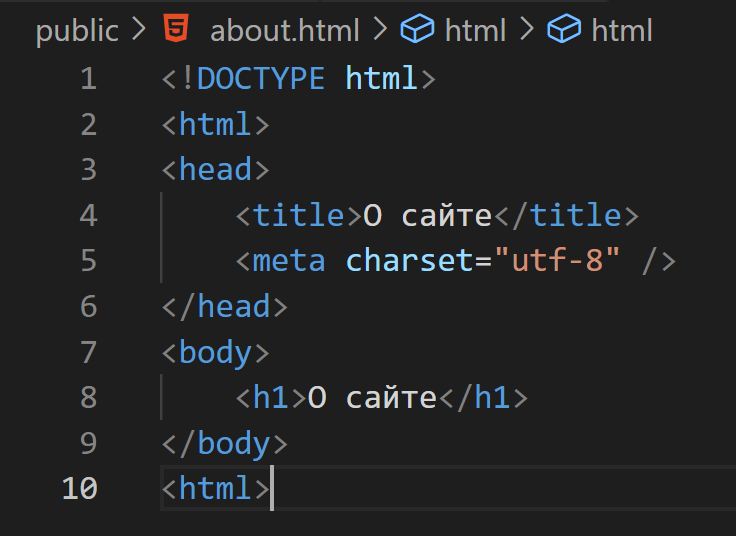 public > about.html > html > html
1 <!DOCTYPE html>
2 <html>
3 <head>
4     <title>О сайте</title>
5     <meta charset="utf-8" />
6 </head>
7 <body>
8     <h1>О сайте</h1>
9 </body>
10 <html>